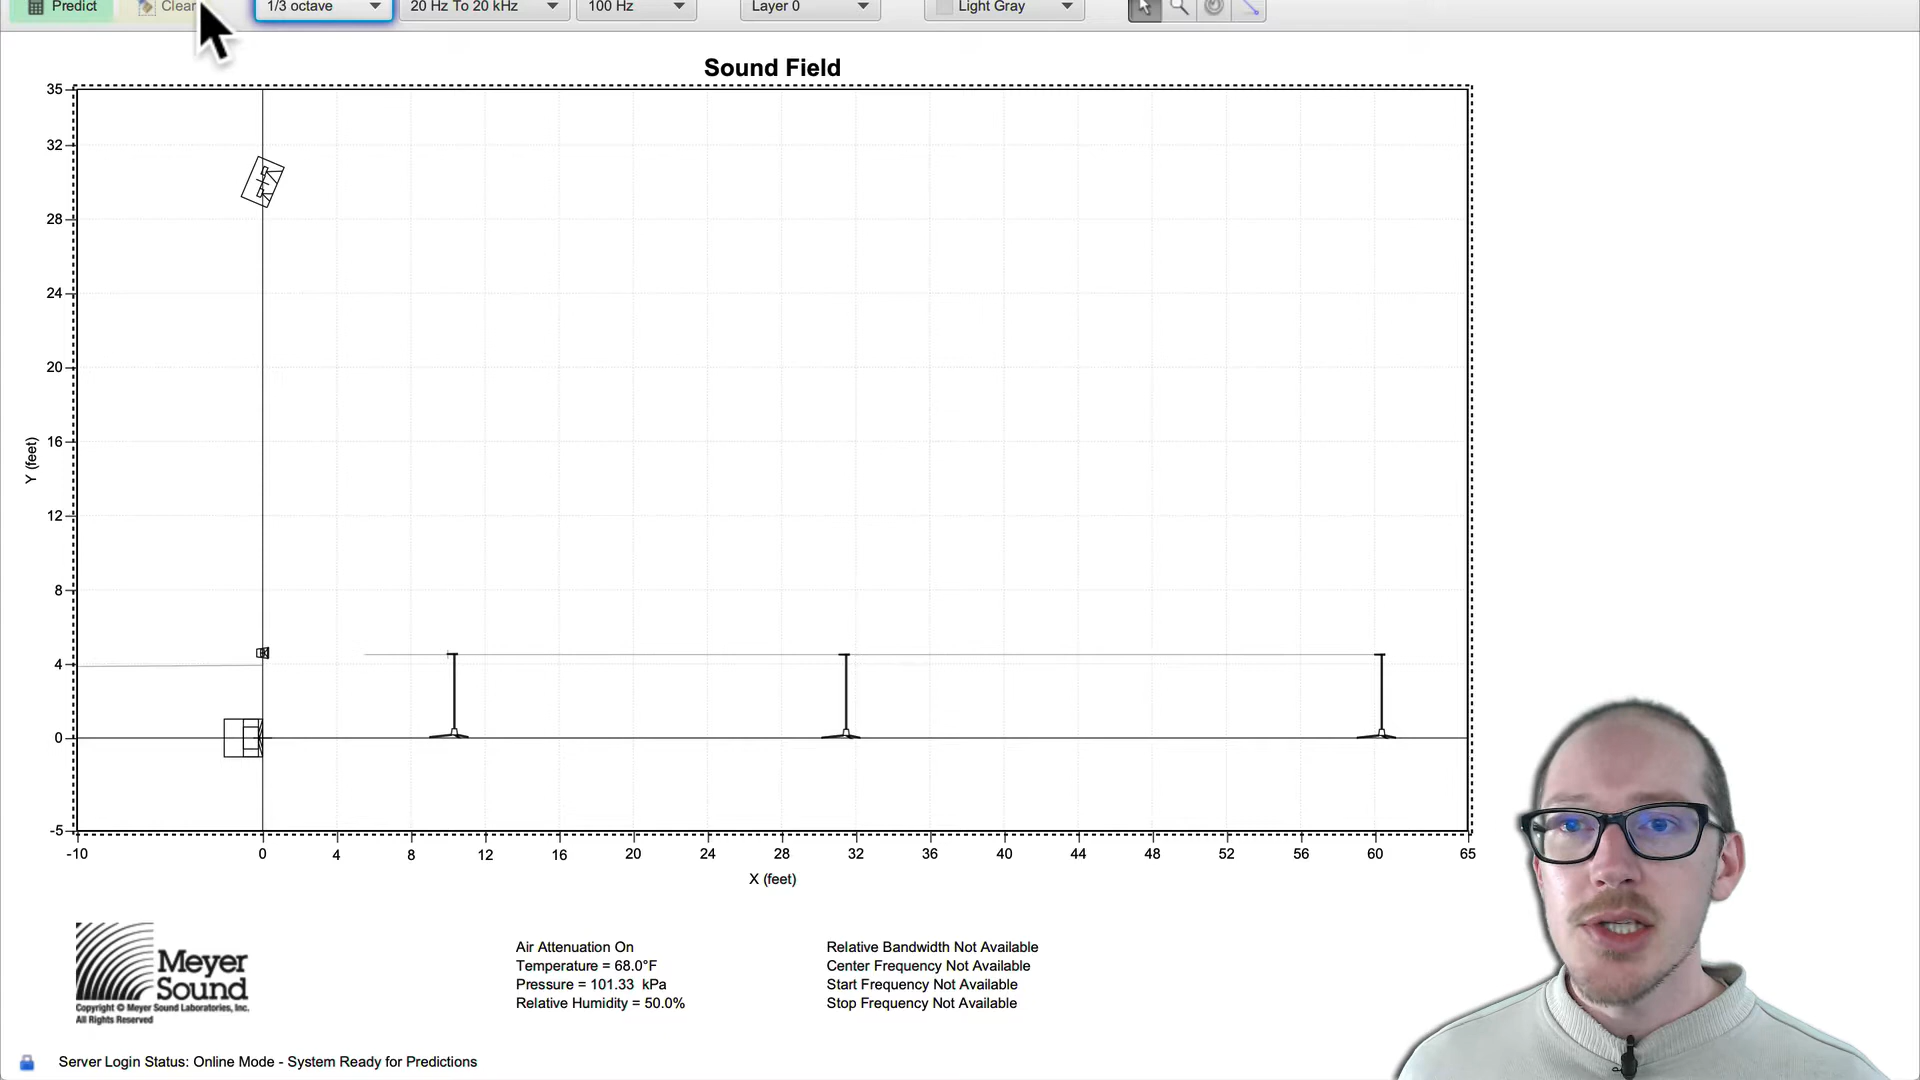 Predict
Clear
1/3 octave
20 Hz To 20 kHz
100 Hz
Layer 0
Light Gray
Sound Field
35
32
28
24
20
16
12
8
4
0
-5
Y (feet)
-10 0 4 8 12 16 20 24 28 32 36 40 44 48 52 56 60 65
X (feet)
Meyer
Sound
Copyright © Meyer Sound Laboratories, Inc.
All Rights Reserved
Air Attenuation On
Temperature = 68.0°F
Pressure = 101.33 kPa
Relative Humidity = 50.0%
Relative Bandwidth Not Available
Center Frequency Not Available
Start Frequency Not Available
Stop Frequency Not Available
Server Login Status: Online Mode - System Ready for Predictions